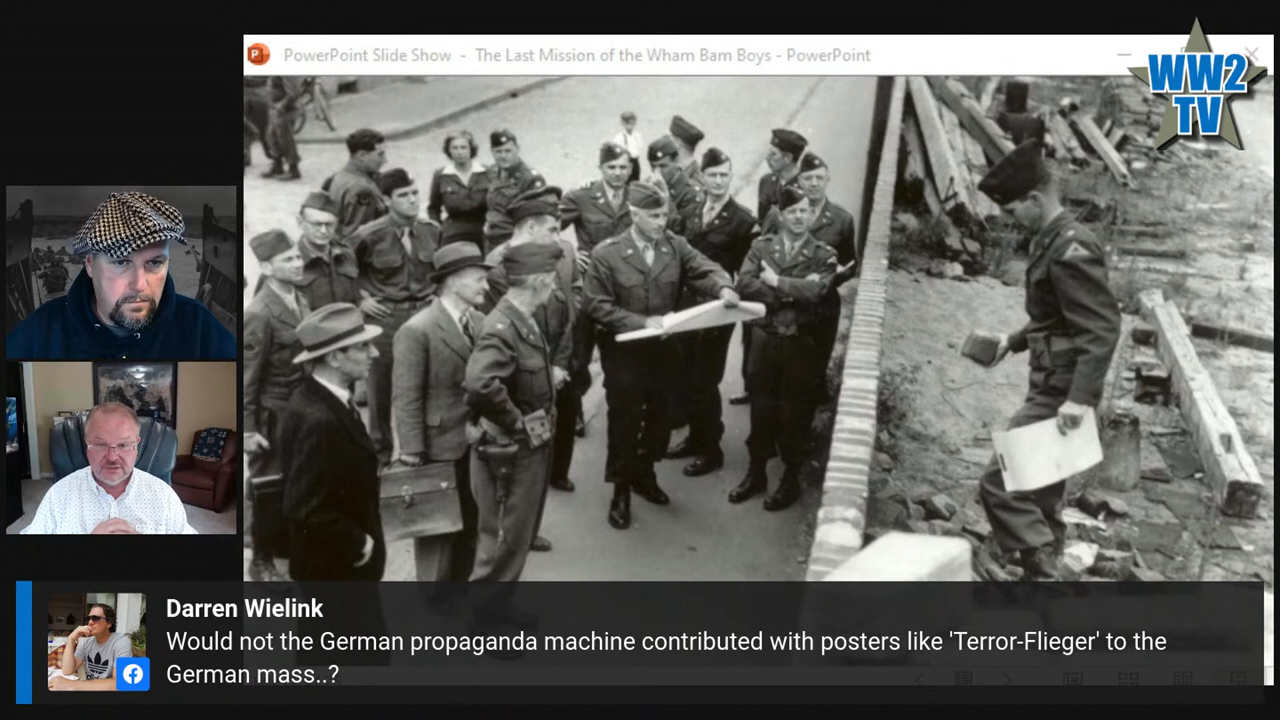 PowerPoint Slide Show - The Last Mission of the Wham Bam Boys - PowerPoint
WW2
TV
Darren Wielink
Would not the German propaganda machine contributed with posters like 'Terror-Flieger' to the
German mass..?